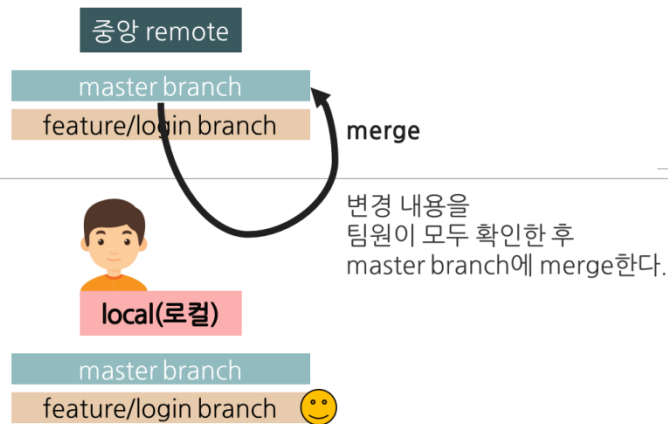 중앙 remote
master branch
feature/login branch
merge
변경 내용을
팀원이 모두 확인한 후
master branch에 merge한다.
local(로컬)
master branch
feature/login branch